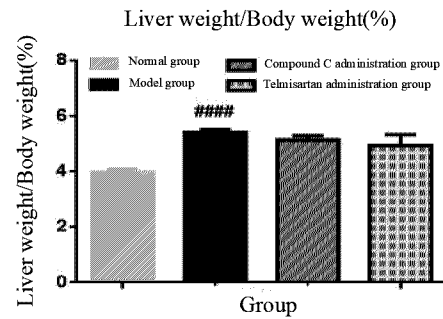 Liver weight/Body weight(%)
Liver weight/Body weight(%)
8
6
4
2
0
Normal group
Model group
Compound C administration group
Telmisartan administration group
####
Group